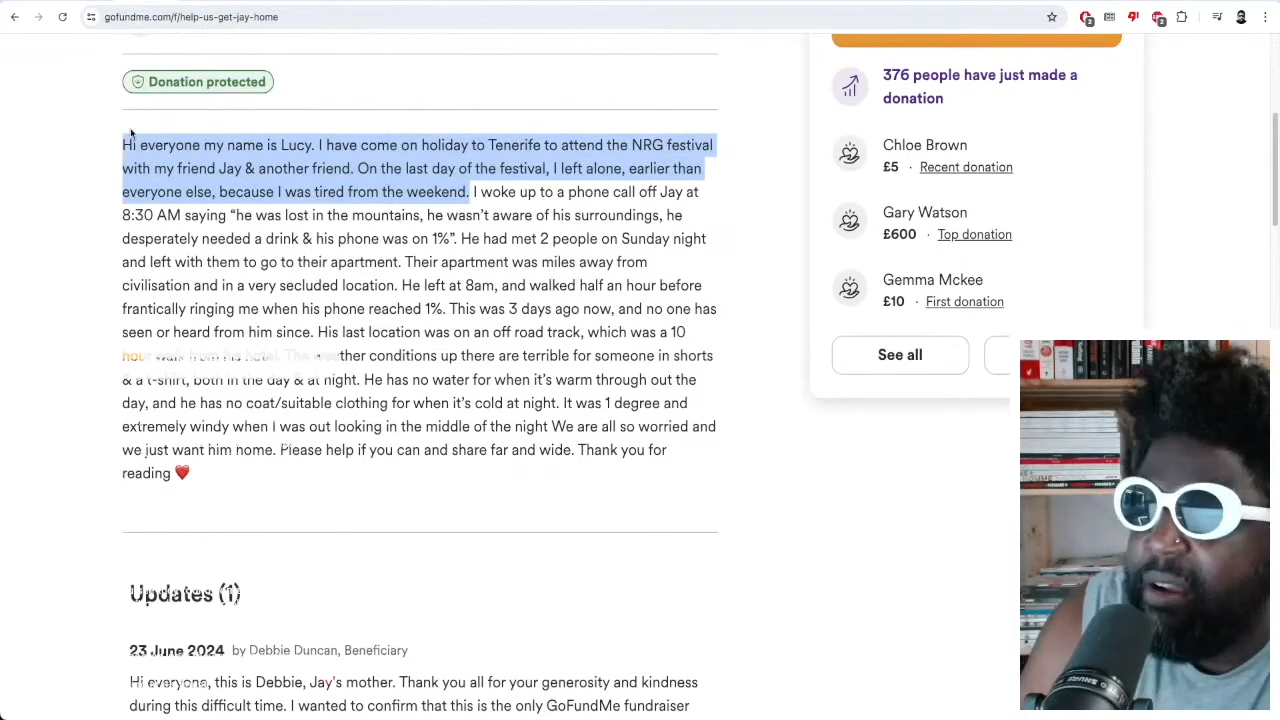 gofundme.com/f/help-us-get-jay-home
2
2
Donation protected
Hi everyone my name is Lucy. I have come on holiday to Tenerife to attend the NRG festival
with my friend Jay & another friend. On the last day of the festival, I left alone, earlier than
everyone else, because I was tired from the weekend. I woke up to a phone call off Jay at
8:30 AM saying “he was lost in the mountains, he wasn’t aware of his surroundings, he
desperately needed a drink & his phone was on 1%”. He had met 2 people on Sunday night
and left with them to go to their apartment. Their apartment was miles away from
civilisation and in a very secluded location. He left at 8am, and walked half an hour before
frantically ringing me when his phone reached 1%. This was 3 days ago now, and no one has
seen or heard from him since. His last location was on an off road track, which was a 10
hour walk from his hotel. The weather conditions up there are terrible for someone in shorts
& a t-shirt, both in the day & at night. He has no water for when it’s warm through out the
day, and he has no coat/suitable clothing for when it’s cold at night. It was 1 degree and
extremely windy when I was out looking in the middle of the night We are all so worried and
we just want him home. Please help if you can and share far and wide. Thank you for
reading ❤️
Updates (1)
23 June 2024 by Debbie Duncan, Beneficiary
Hi everyone, this is Debbie, Jay's mother. Thank you all for your generosity and kindness
during this difficult time. I wanted to confirm that this is the only GoFundMe fundraiser
376 people have just made a
donation
Chloe Brown
£5 · Recent donation
Gary Watson
£600 · Top donation
Gemma Mckee
£10 · First donation
See all